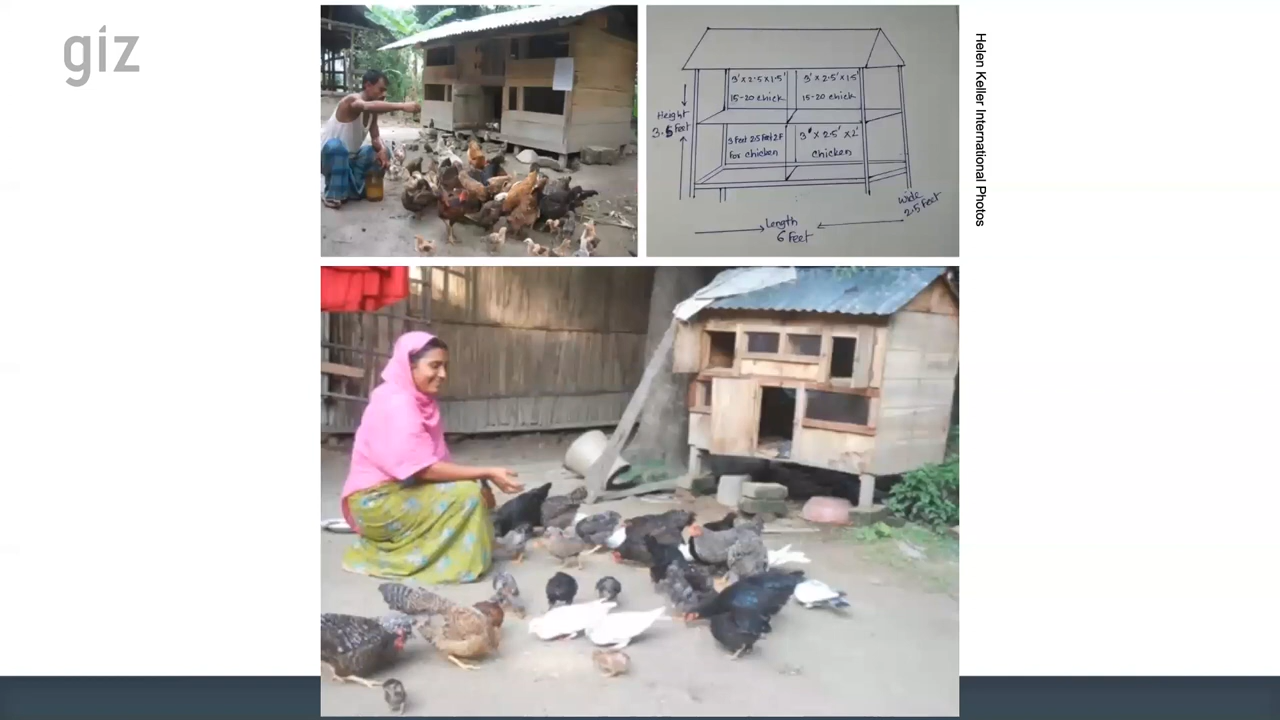 giz
3' x 2.5 x 1.5'
15-20 chick
3' x 2.5' x 1.5'
15-20 chick
Height
3.5 Feet
3 Feet 2.5 Feet 2F
For chicken
3' x 2.5' x 2'
chicken
Wide
2.5 Feet
Length
6 Feet
Helen Keller International Photos